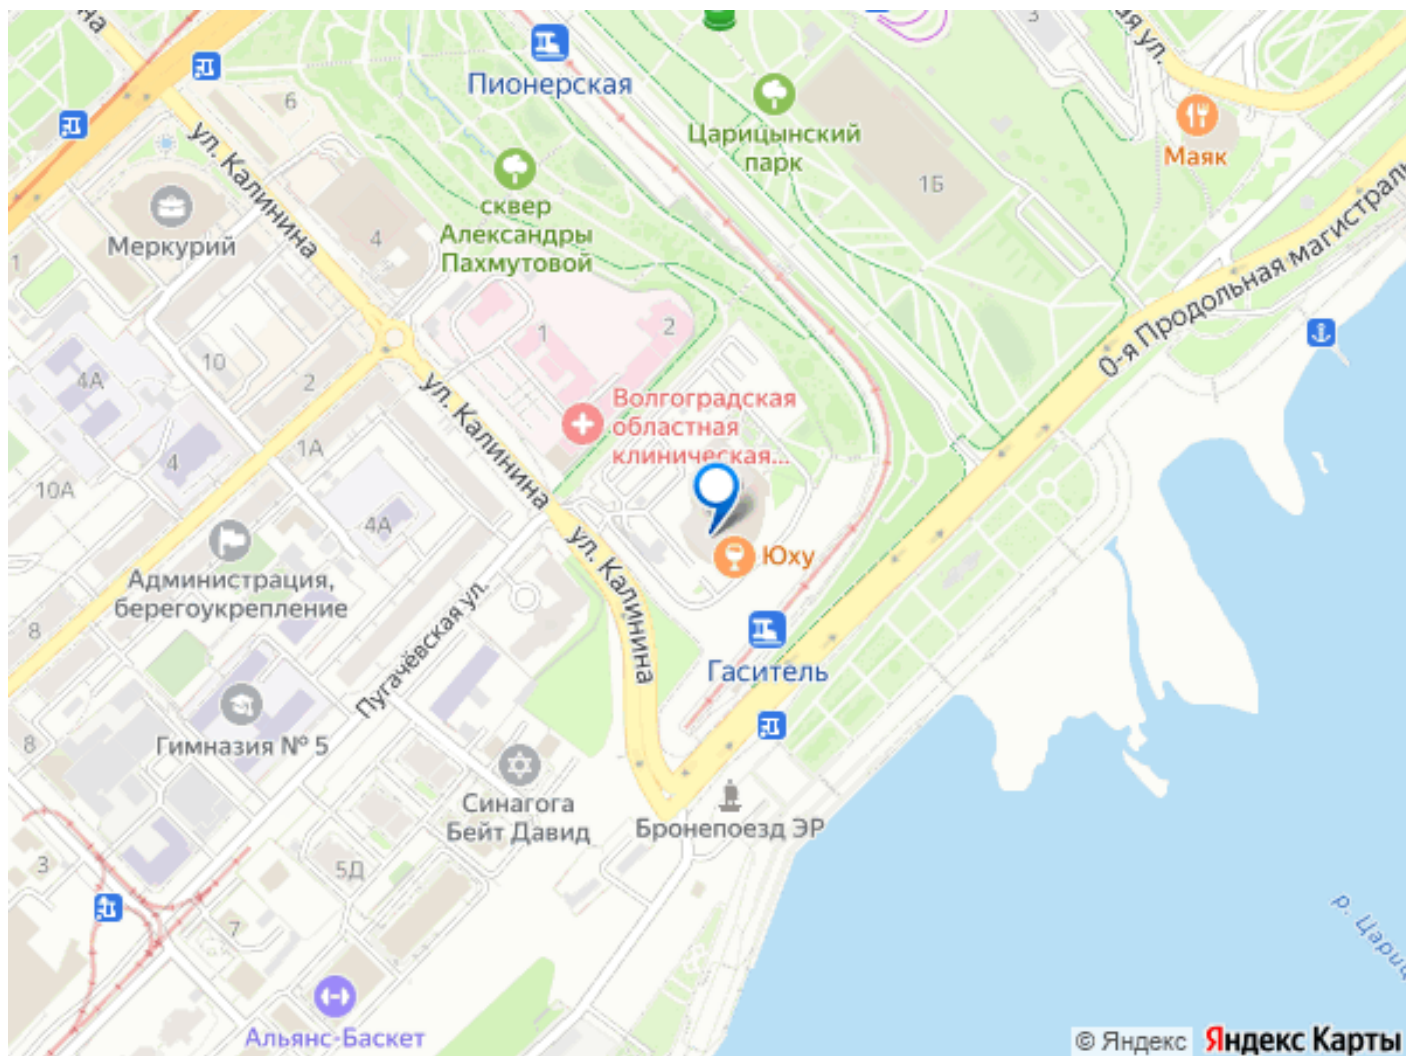 Пионерская
6
ул. Калинина
Царицынский
парк
Маяк
1Б
3
сквер
Александры
Пахмутовой
4
Меркурий
1
0-я Продольная магистраль
1
2
10
2
4А
ул. Калинина
Волгоградская
областная
клиническая...
1А
4
10А
4А
ул. Калинина
Юху
Администрация,
берегоукрепление
8
Пугачёвская ул.
Гаситель
8
Гимназия № 5
Синагога
Бейт Давид
Бронепоезд ЭР
3
5Д
7
р. Цариц
Альянс-Баскет
© Яндекс
Яндекс Карты